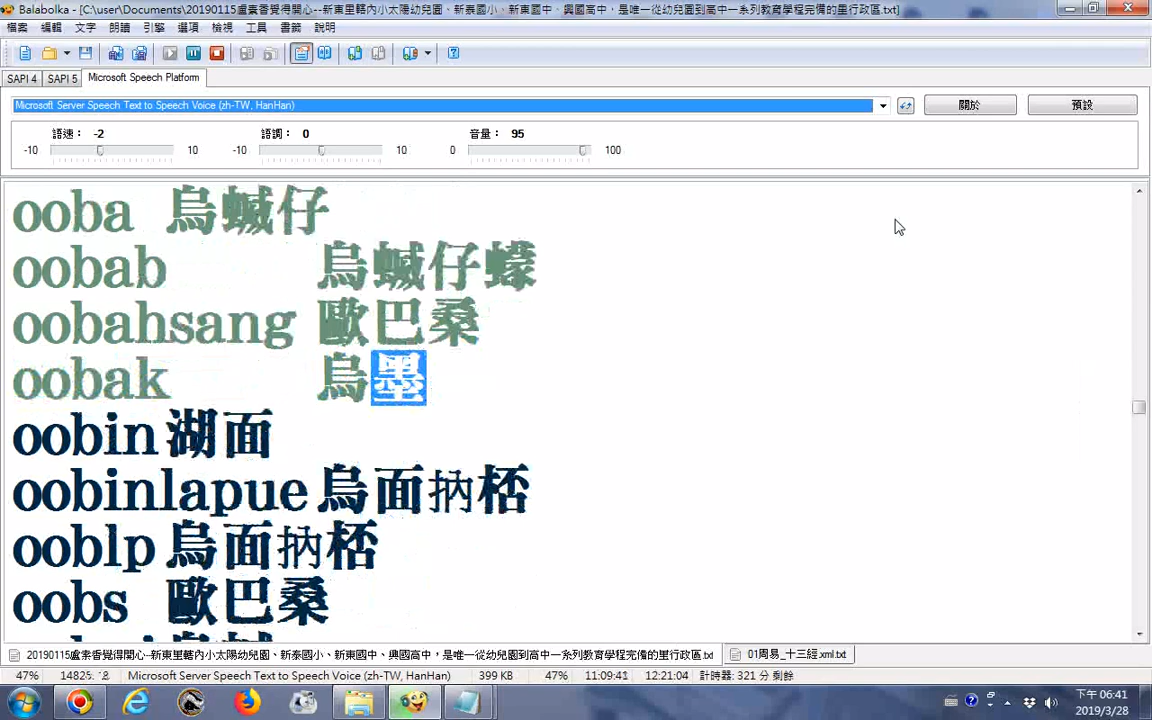 Balabolka - [C:\user\Documents\20190115盧素香覺得開心--新東里轄內小太陽幼兒園、新泰國小、新東國中、興國高中，是唯一從幼兒園到高中一系列教育學程完備的里行政區.txt]
檔案 編輯 文字 朗讀 引擎 選項 檢視 工具 書籤 說明
SAPI 4 SAPI 5 Microsoft Speech Platform
Microsoft Server Speech Text to Speech Voice (zh-TW, HanHan) 關於 預設
語速： -2 語調： 0 音量： 95
-10 10 -10 10 0 100
ooba 烏䗩仔
oobab 烏䗩仔蠓
oobahsang 歐巴桑
oobak 烏墨
oobin 湖面
oobinlapue 烏面抐桮
ooblp 烏面抐桮
oobs 歐巴桑
20190115盧素香覺得開心--新東里轄內小太陽幼兒園、新泰國小、新東國中、興國高中，是唯一從幼兒園到高中一系列教育學程完備的里行政區.txt 01周易_十三經.xml.txt
47% 14825: Microsoft Server Speech Text to Speech Voice (zh-TW, HanHan) 399 KB 47% 11:09:41 12:21:04 計時器: 321 分 剩餘
下午 06:41
2019/3/28